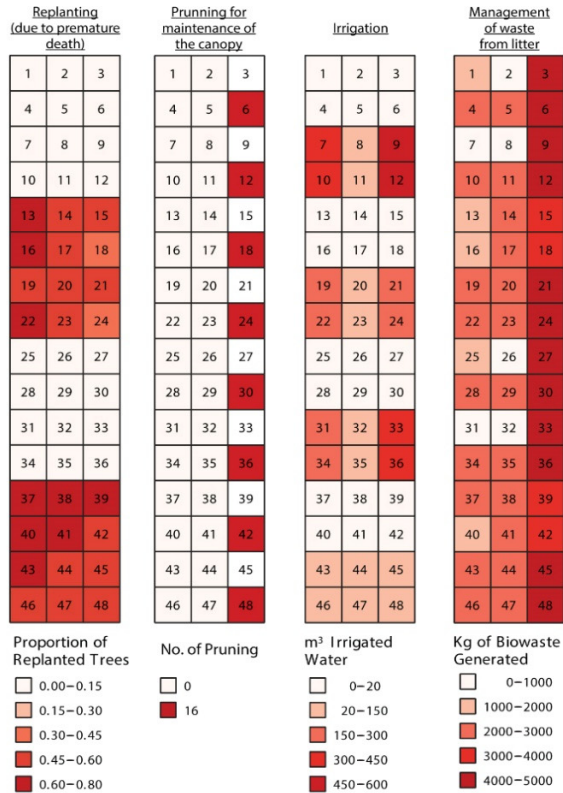 Replanting
(due to premature
death)
Prunning for
maintenance of
the canopy
Irrigation
Management
of waste
from litter
1 2 3
4 5 6
7 8 9
10 11 12
13 14 15
16 17 18
19 20 21
22 23 24
25 26 27
28 29 30
31 32 33
34 35 36
37 38 39
40 41 42
43 44 45
46 47 48
1 2 3
4 5 6
7 8 9
10 11 12
13 14 15
16 17 18
19 20 21
22 23 24
25 26 27
28 29 30
31 32 33
34 35 36
37 38 39
40 41 42
43 44 45
46 47 48
1 2 3
4 5 6
7 8 9
10 11 12
13 14 15
16 17 18
19 20 21
22 23 24
25 26 27
28 29 30
31 32 33
34 35 36
37 38 39
40 41 42
43 44 45
46 47 48
1 2 3
4 5 6
7 8 9
10 11 12
13 14 15
16 17 18
19 20 21
22 23 24
25 26 27
28 29 30
31 32 33
34 35 36
37 38 39
40 41 42
43 44 45
46 47 48
Proportion of
Replanted Trees
0.00–0.15
0.15–0.30
0.30–0.45
0.45–0.60
0.60–0.80
No. of Pruning
0
16
m³ Irrigated
Water
0–20
20–150
150–300
300–450
450–600
Kg of Biowaste
Generated
0–1000
1000–2000
2000–3000
3000–4000
4000–5000